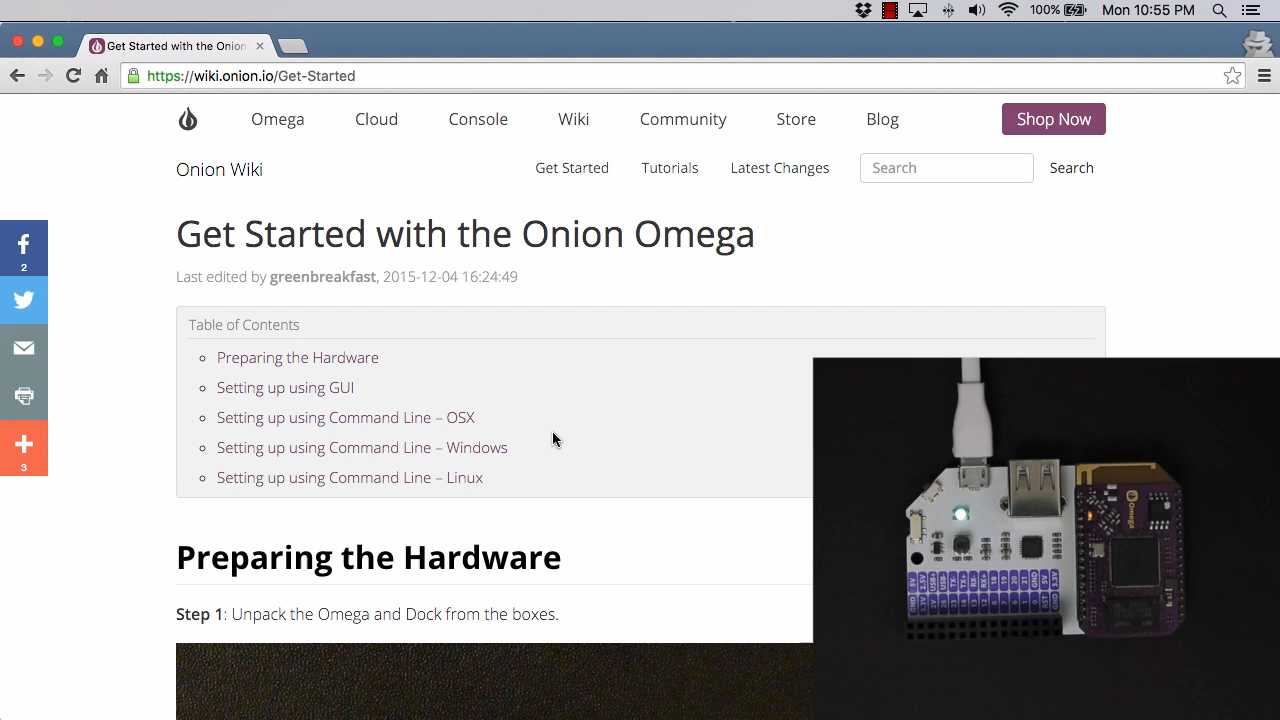 100%
Mon 10:55 PM
Get Started with the Onion
https://wiki.onion.io/Get-Started
Omega
Cloud
Console
Wiki
Community
Store
Blog
Shop Now
Onion Wiki
Get Started
Tutorials
Latest Changes
Search
Search
2
3
Get Started with the Onion Omega
Last edited by greenbreakfast, 2015-12-04 16:24:49
Table of Contents
Preparing the Hardware
Setting up using GUI
Setting up using Command Line – OSX
Setting up using Command Line – Windows
Setting up using Command Line – Linux
Preparing the Hardware
Step 1: Unpack the Omega and Dock from the boxes.
Omega